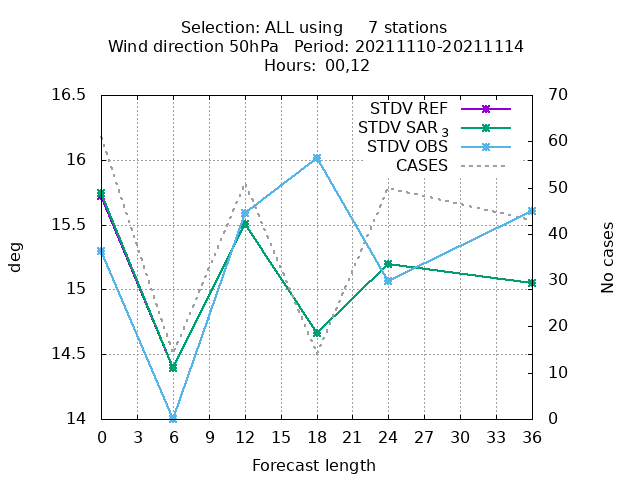 Selection: ALL using     7 stations
Wind direction 50hPa   Period: 20211110-20211114
Hours: 00,12
16.5
16
15.5
15
14.5
14
70
60
50
40
30
20
10
0
STDV REF
STDV SAR 3
STDV OBS
CASES
deg
No cases
0 3 6 9 12 15 18 21 24 27 30 33 36
Forecast length